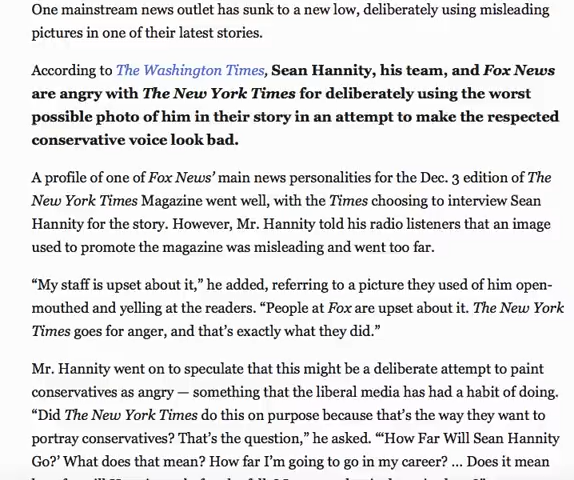 One mainstream news outlet has sunk to a new low, deliberately using misleading
pictures in one of their latest stories.
According to The Washington Times, Sean Hannity, his team, and Fox News
are angry with The New York Times for deliberately using the worst
possible photo of him in their story in an attempt to make the respected
conservative voice look bad.
A profile of one of Fox News' main news personalities for the Dec. 3 edition of The
New York Times Magazine went well, with the Times choosing to interview Sean
Hannity for the story. However, Mr. Hannity told his radio listeners that an image
used to promote the magazine was misleading and went too far.
“My staff is upset about it,” he added, referring to a picture they used of him open-
mouthed and yelling at the readers. “People at Fox are upset about it. The New York
Times goes for anger, and that’s exactly what they did.”
Mr. Hannity went on to speculate that this might be a deliberate attempt to paint
conservatives as angry — something that the liberal media has had a habit of doing.
“Did The New York Times do this on purpose because that’s the way they want to
portray conservatives? That’s the question,” he asked. “‘How Far Will Sean Hannity
Go?’ What does that mean? How far I’m going to go in my career? … Does it mean